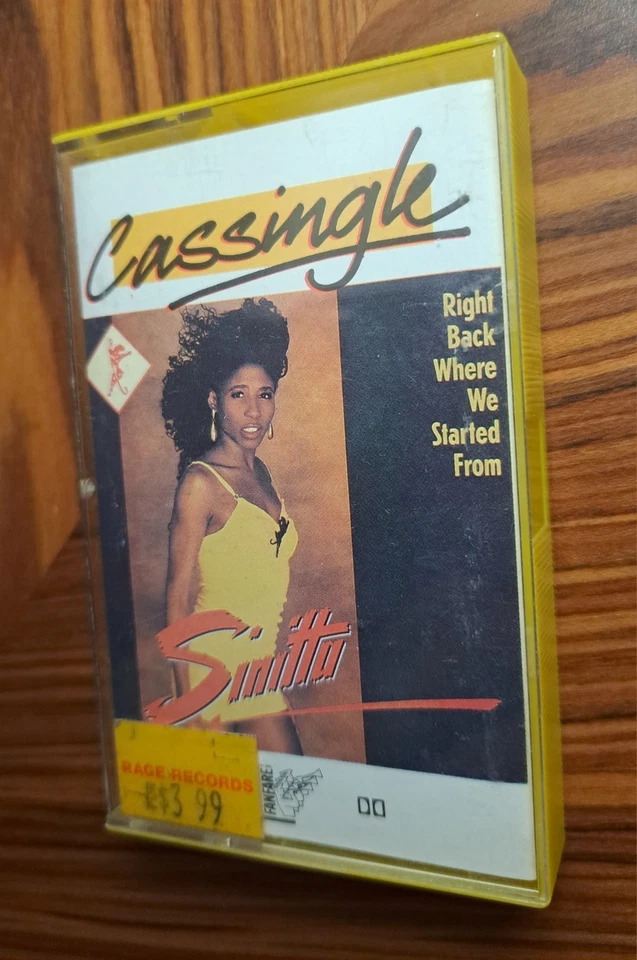 Cassingle
Right
Back
Where
We
Started
From
Sinitta
RAGE RECORDS
$3 99
FANFARE